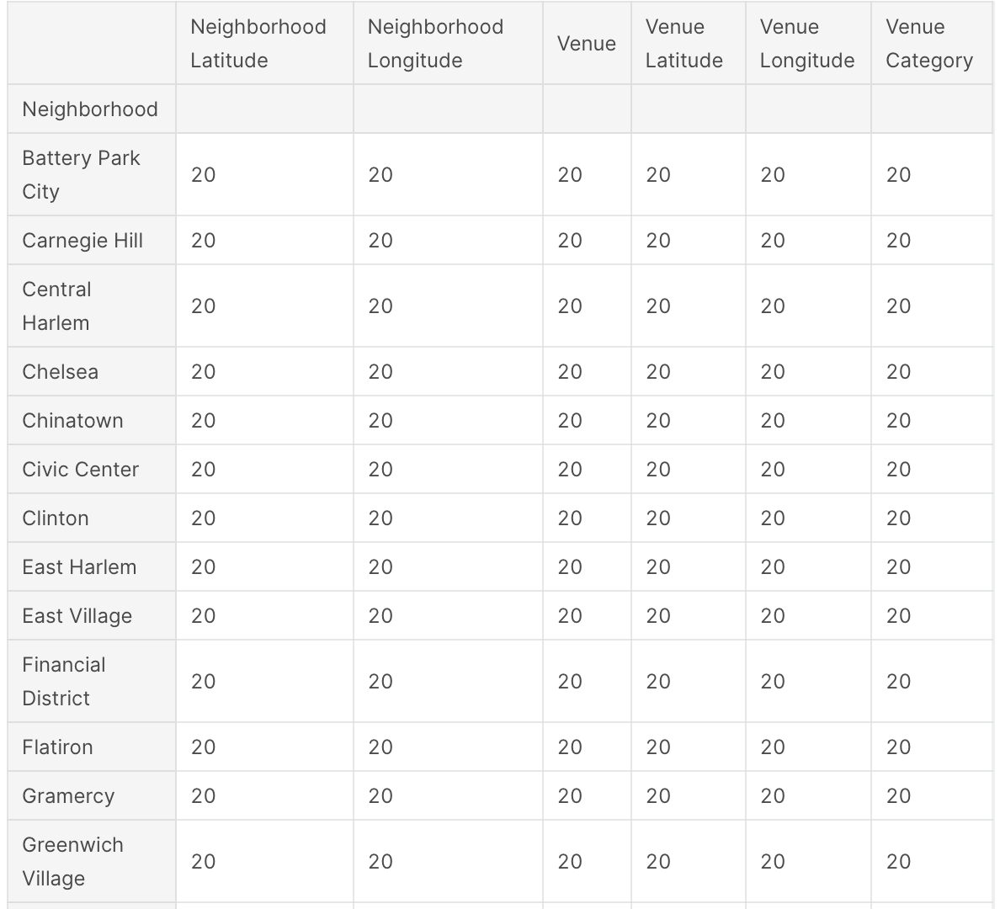 Neighborhood Latitude Neighborhood Longitude Venue Venue Latitude Venue Longitude Venue Category
Neighborhood
Battery Park City 20 20 20 20 20 20
Carnegie Hill 20 20 20 20 20 20
Central Harlem 20 20 20 20 20 20
Chelsea 20 20 20 20 20 20
Chinatown 20 20 20 20 20 20
Civic Center 20 20 20 20 20 20
Clinton 20 20 20 20 20 20
East Harlem 20 20 20 20 20 20
East Village 20 20 20 20 20 20
Financial District 20 20 20 20 20 20
Flatiron 20 20 20 20 20 20
Gramercy 20 20 20 20 20 20
Greenwich Village 20 20 20 20 20 20